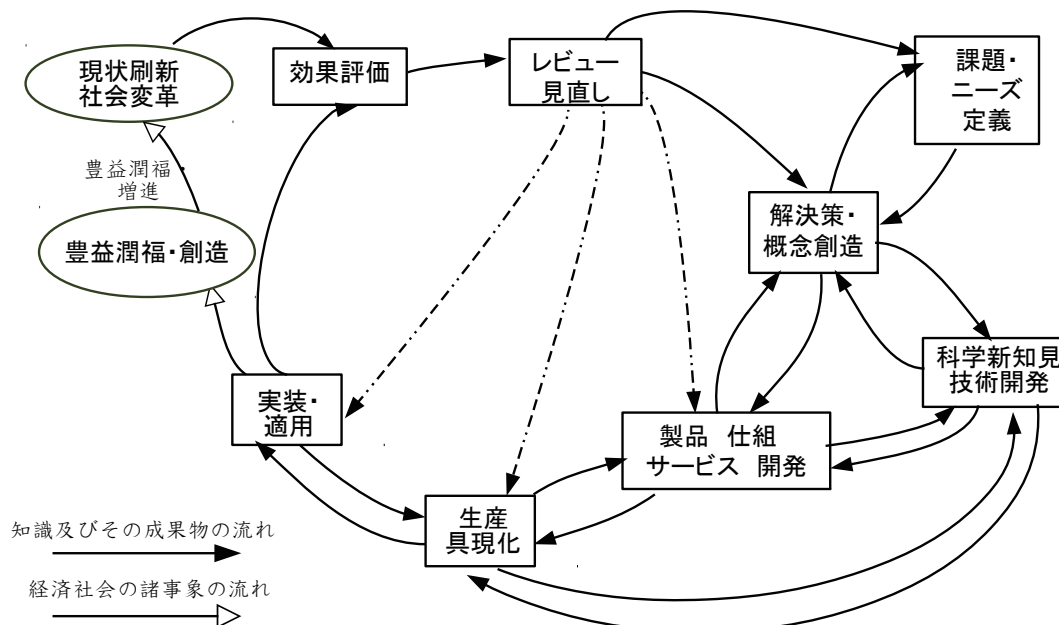 現状刷新
社会変革
効果評価
レビュー
見直し
課題・
ニーズ
定義
豊益潤福・
増進
豊益潤福・創造
解決策・
概念創造
科学新知見
技術開発
実装・
適用
製品 仕組
サービス 開発
生産
具現化
知識及びその成果物の流れ
経済社会の諸事象の流れ